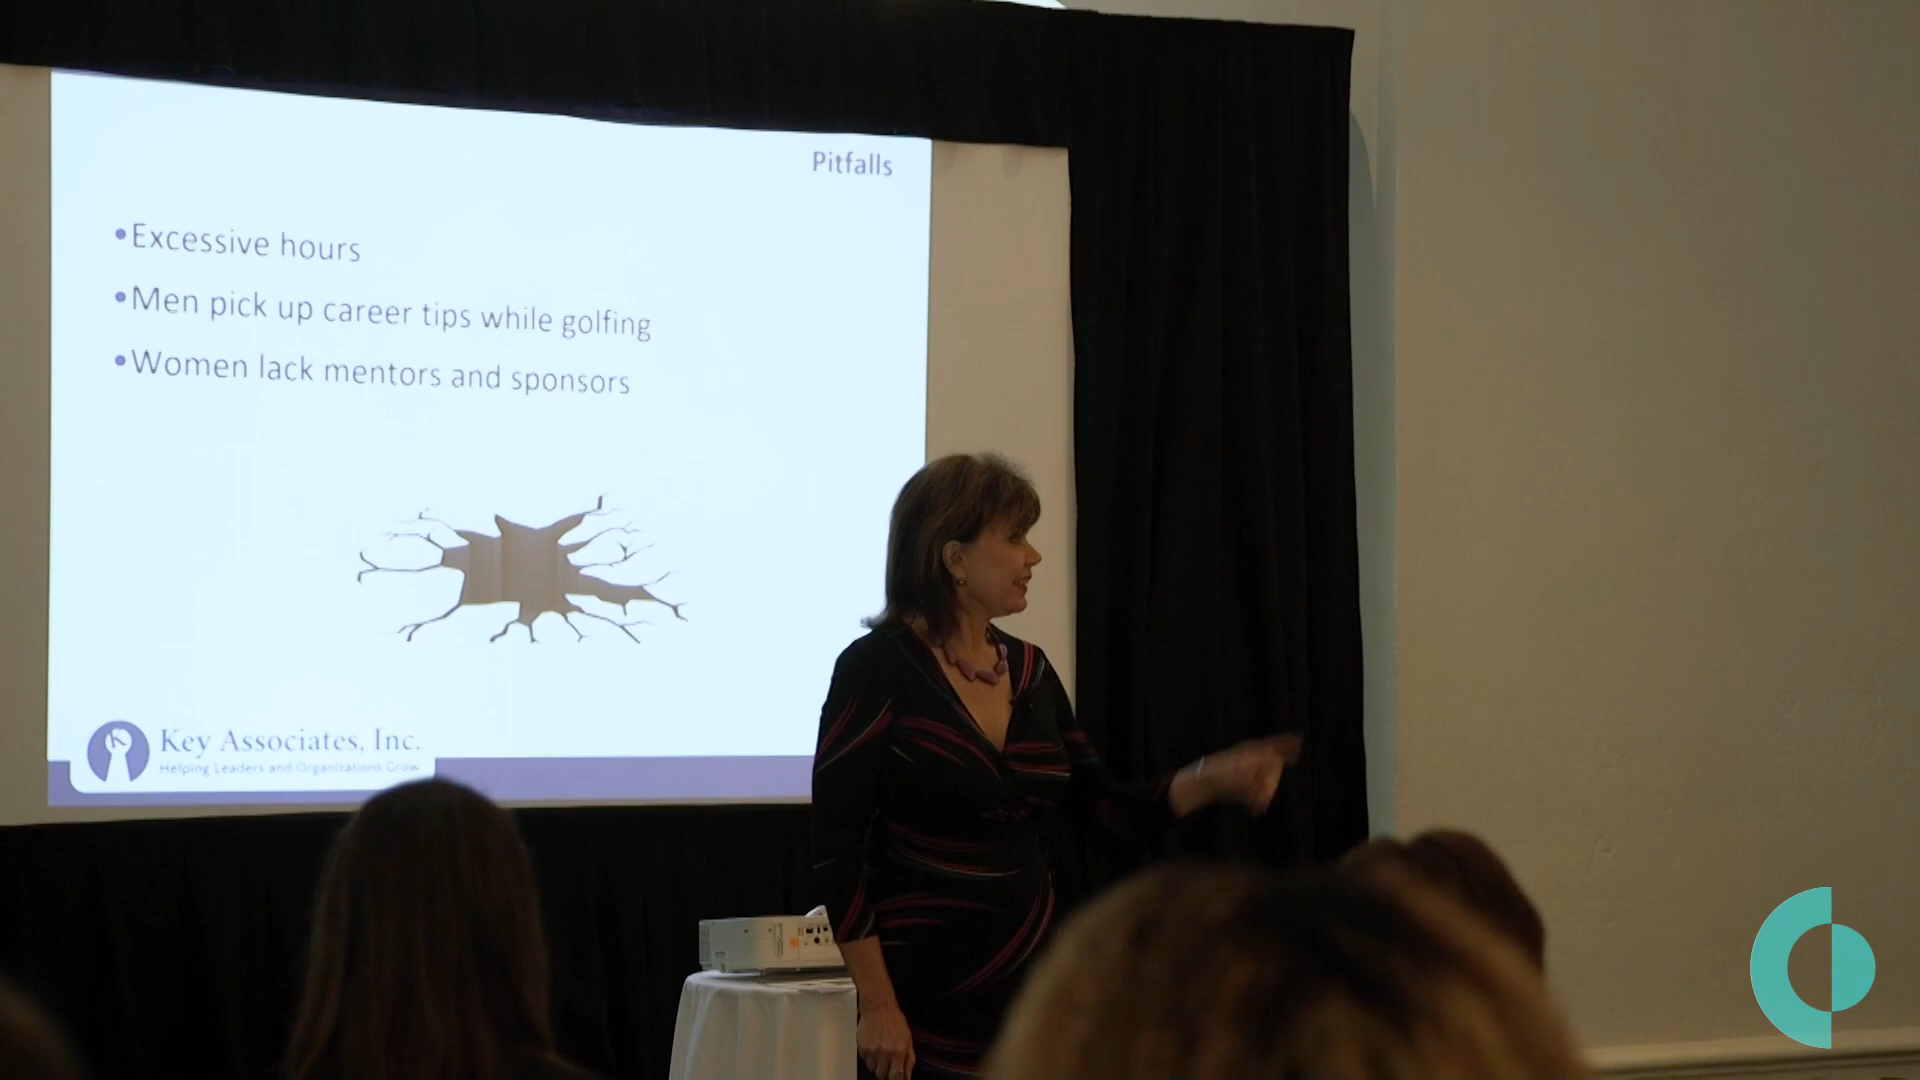 Pitfalls
•Excessive hours
•Men pick up career tips while golfing
•Women lack mentors and sponsors
K
Key Associates, Inc.
Helping Leaders and Organizations Grow